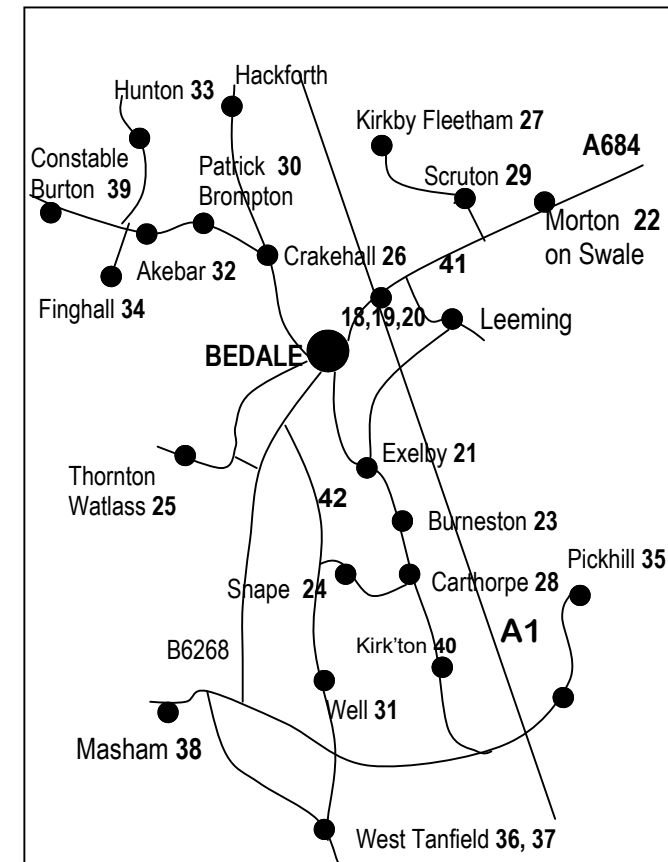 Hackforth
Hunton 33
Kirkby Fleetham 27
A684
Constable
Burton 39
Patrick 30
Brompton
Scruton 29
Morton 22
on Swale
Crakehall 26
41
Akebar 32
Finghall 34
18,19,20
Leeming
BEDALE
Exelby 21
Thornton
Watlass 25
42
Burneston 23
Pickhill 35
Snape 24
Carthorpe 28
A1
Kirk'ton 40
B6268
Well 31
Masham 38
West Tanfield 36, 37